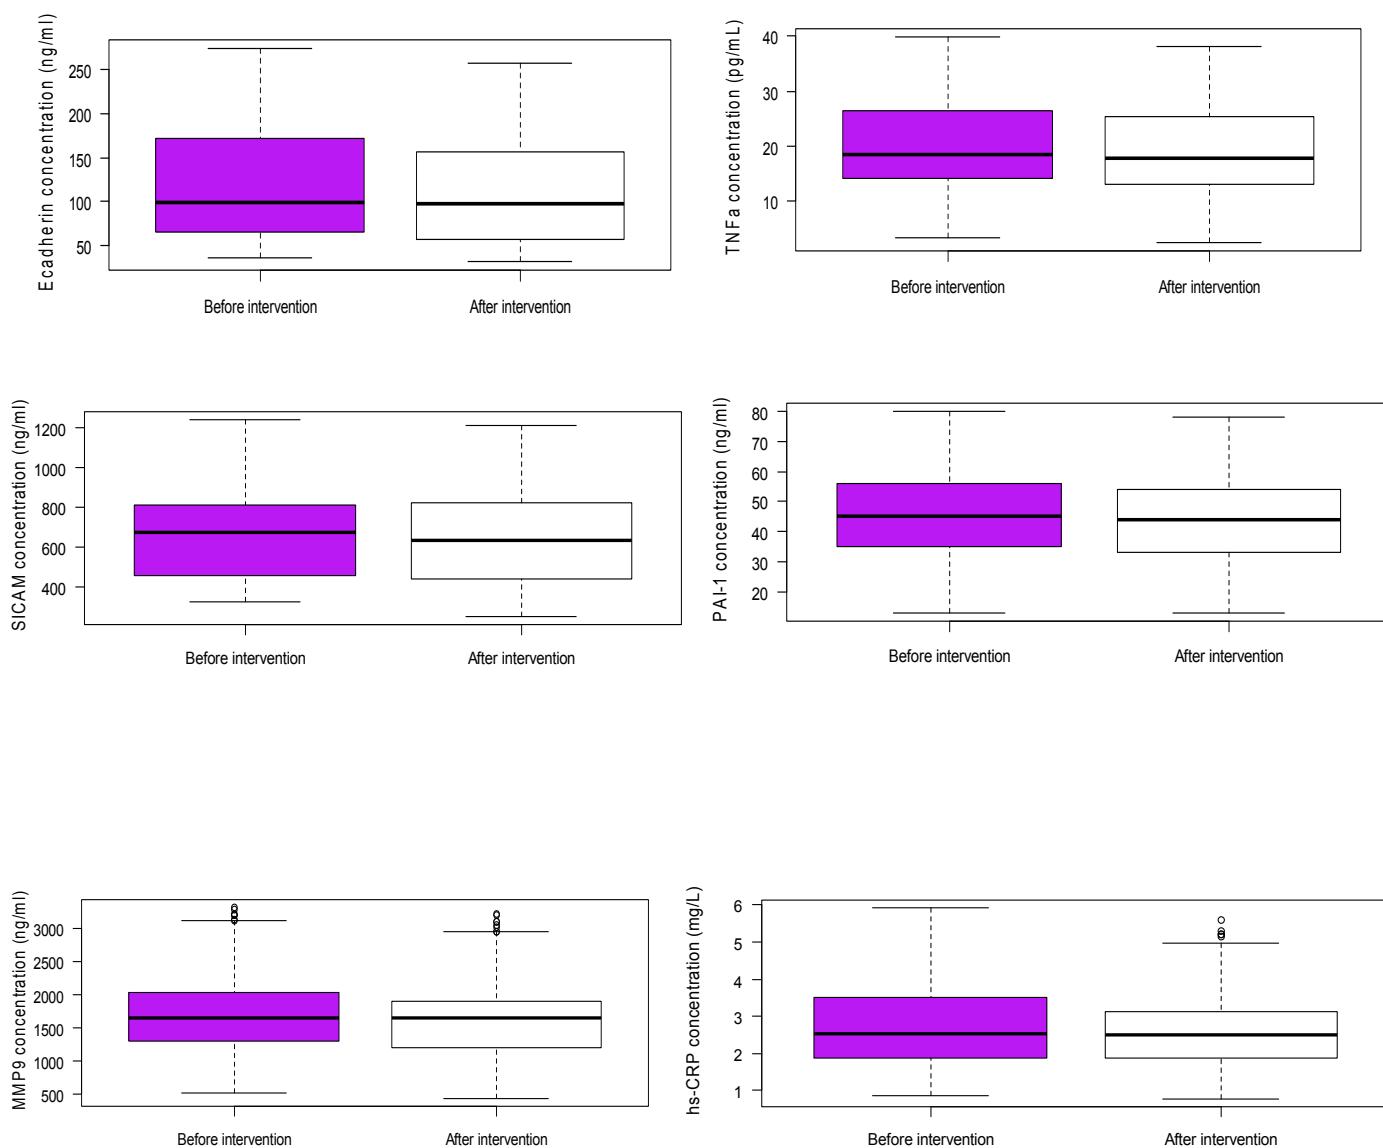 Ecadherin concentration (ng/ml)
250
200
150
100
50
Before intervention
After intervention
TNFa concentration (pg/mL)
40
30
20
10
Before intervention
After intervention
SICAM concentration (ng/ml)
1200
1000
800
600
400
Before intervention
After intervention
PAI-1 concentration (ng/ml)
80
70
60
50
40
30
20
Before intervention
After intervention
MMP9 concentration (ng/ml)
3000
2500
2000
1500
1000
500
Before intervention
After intervention
hs-CRP concentration (mg/L)
6
5
4
3
2
1
Before intervention
After intervention